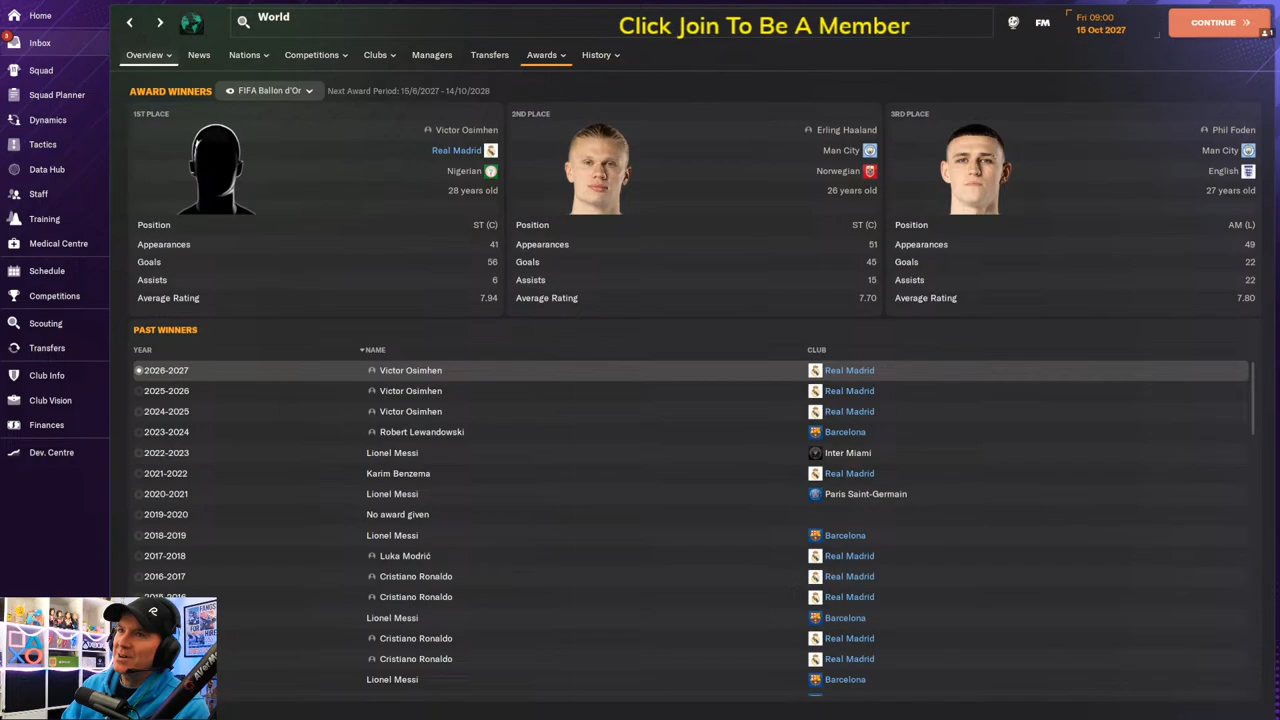 Home
World
Click Join To Be A Member
FM
Fri 09:00
15 Oct 2027
CONTINUE
1
3
Inbox
Overview
News
Nations
Competitions
Clubs
Managers
Transfers
Awards
History
Squad
Squad Planner
Dynamics
Tactics
Data Hub
Staff
Training
Medical Centre
Schedule
Competitions
Scouting
Transfers
Club Info
Club Vision
Finances
Dev. Centre
AWARD WINNERS
FIFA Ballon d'Or
Next Award Period: 15/6/2027 - 14/10/2028
1ST PLACE
Victor Osimhen
Real Madrid
Nigerian
28 years old
Position ST (C)
Appearances 41
Goals 56
Assists 6
Average Rating 7.94
2ND PLACE
Erling Haaland
Man City
Norwegian
26 years old
Position ST (C)
Appearances 51
Goals 45
Assists 15
Average Rating 7.70
3RD PLACE
Phil Foden
Man City
English
27 years old
Position AM (L)
Appearances 49
Goals 22
Assists 22
Average Rating 7.80
PAST WINNERS
YEAR NAME CLUB
2026-2027 Victor Osimhen Real Madrid
2025-2026 Victor Osimhen Real Madrid
2024-2025 Victor Osimhen Real Madrid
2023-2024 Robert Lewandowski Barcelona
2022-2023 Lionel Messi Inter Miami
2021-2022 Karim Benzema Real Madrid
2020-2021 Lionel Messi Paris Saint-Germain
2019-2020 No award given
2018-2019 Lionel Messi Barcelona
2017-2018 Luka Modrić Real Madrid
2016-2017 Cristiano Ronaldo Real Madrid
2015-2016 Cristiano Ronaldo Real Madrid
Lionel Messi Barcelona
Cristiano Ronaldo Real Madrid
Cristiano Ronaldo Real Madrid
Lionel Messi Barcelona
FANGS
FOR
HIRE